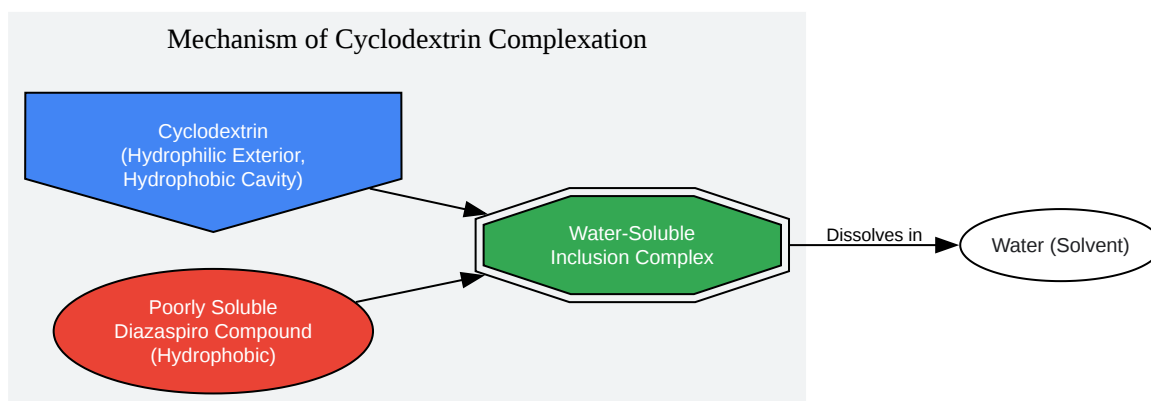 Mechanism of Cyclodextrin Complexation
Cyclodextrin
(Hydrophilic Exterior,
Hydrophobic Cavity)
Poorly Soluble
Diazaspiro Compound
(Hydrophobic)
Water-Soluble
Inclusion Complex
Dissolves in
Water (Solvent)